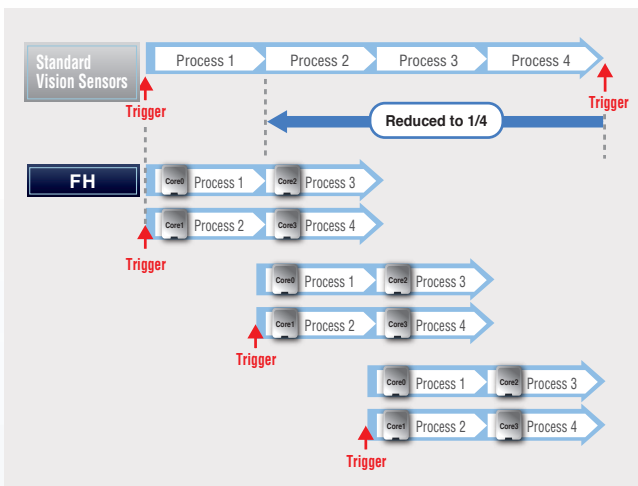 Standard
Vision Sensors
Process 1 Process 2 Process 3 Process 4
Trigger
Trigger
Reduced to 1/4
FH
Core0 Process 1 Core2 Process 3
Core1 Process 2 Core3 Process 4
Trigger
Core0 Process 1 Core2 Process 3
Core1 Process 2 Core3 Process 4
Trigger
Core0 Process 1 Core2 Process 3
Core1 Process 2 Core3 Process 4
Trigger